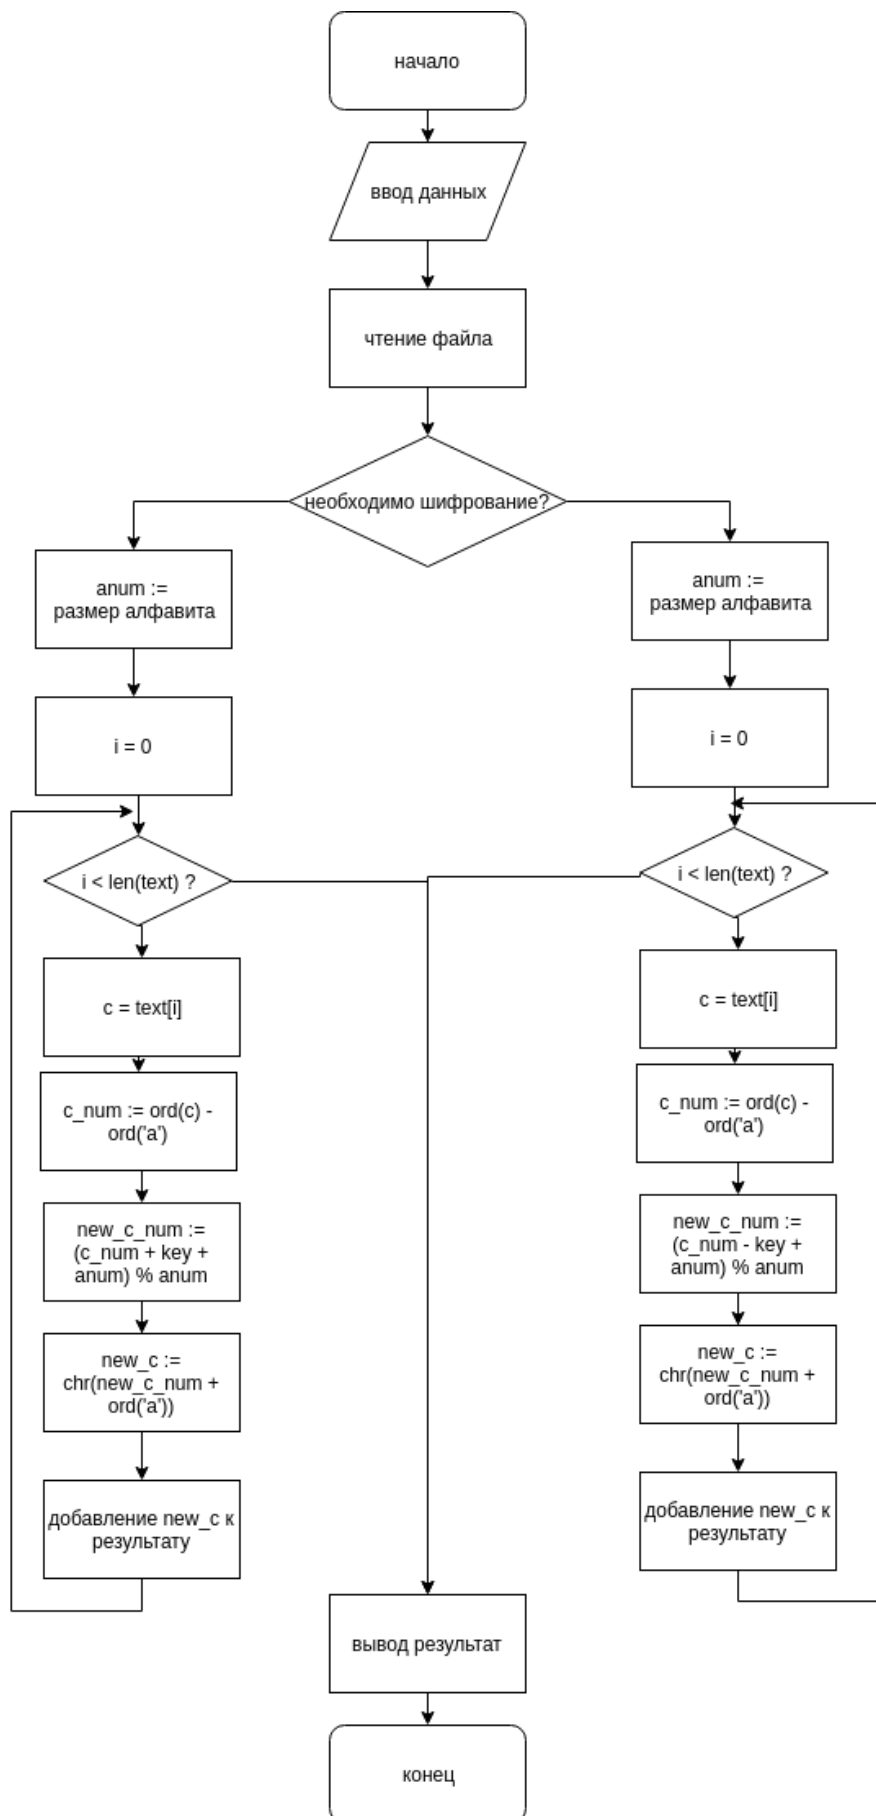 начало
ввод данных
чтение файла
необходимо шифрование?
anum :=
размер алфавита
i = 0
i < len(text) ?
c = text[i]
c_num := ord(c) -
ord('a')
new_c_num :=
(c_num + key +
anum) % anum
new_c :=
chr(new_c_num +
ord('a'))
добавление new_c к
результату
anum :=
размер алфавита
i = 0
i < len(text) ?
c = text[i]
c_num := ord(c) -
ord('a')
new_c_num :=
(c_num - key +
anum) % anum
new_c :=
chr(new_c_num +
ord('a'))
добавление new_c к
результату
вывод результат
конец